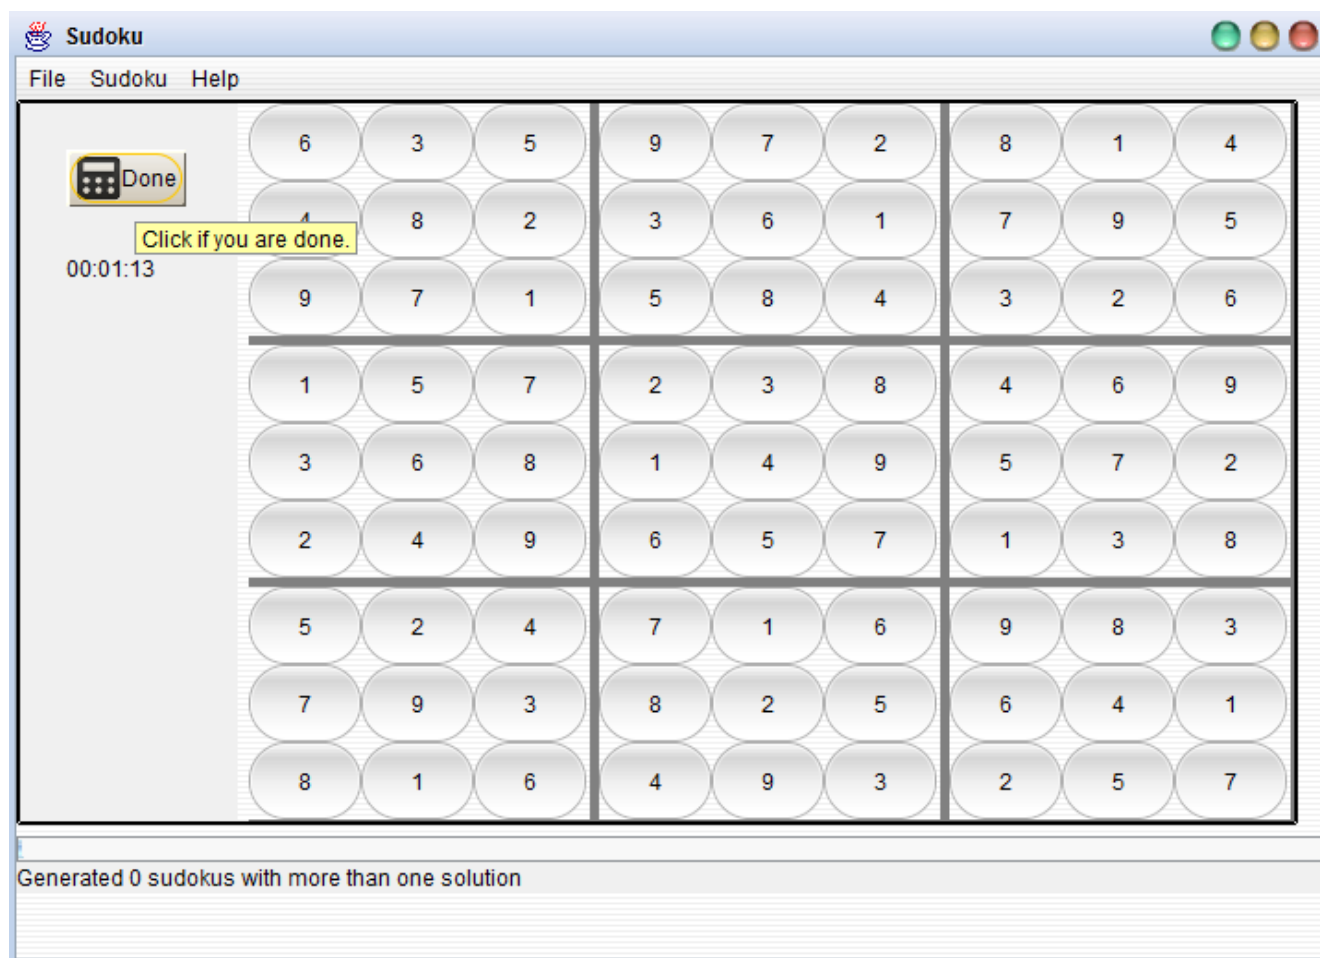 Sudoku
File Sudoku Help
6 3 5 9 7 2 8 1 4
Done
4 8 2 3 6 1 7 9 5
Click if you are done.
00:01:13
9 7 1 5 8 4 3 2 6
1 5 7 2 3 8 4 6 9
3 6 8 1 4 9 5 7 2
2 4 9 6 5 7 1 3 8
5 2 4 7 1 6 9 8 3
7 9 3 8 2 5 6 4 1
8 1 6 4 9 3 2 5 7
Generated 0 sudokus with more than one solution